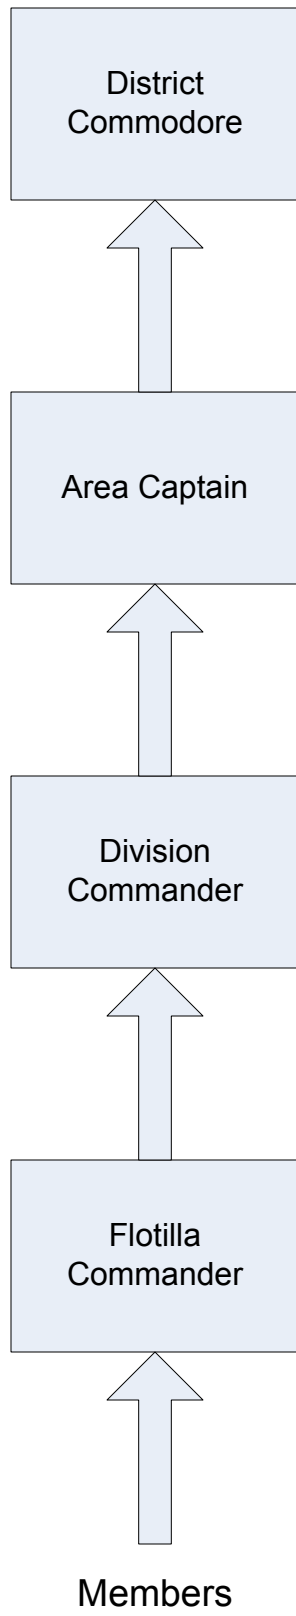 District
Commodore
Area Captain
Division
Commander
Flotilla
Commander
Members